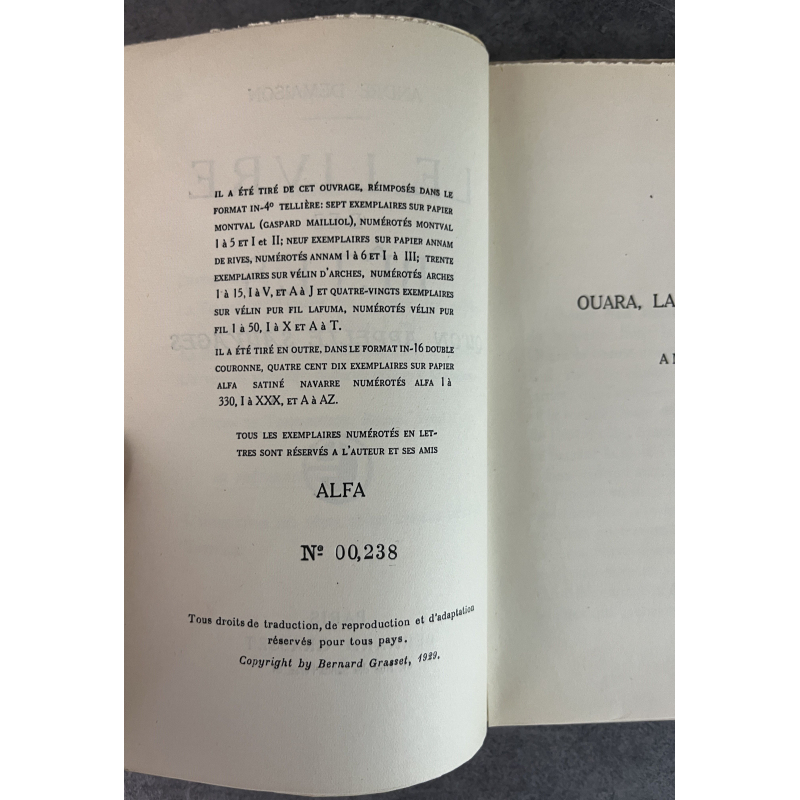 IL A ÉTÉ TIRÉ DE CET OUVRAGE, RÉIMPOSÉS DANS LE
FORMAT IN-4º TELLIÈRE: SEPT EXEMPLAIRES SUR PAPIER
MONTVAL (GASPARD MAILLIOL), NUMÉROTÉS MONTVAL
1 à 5 ET I et II; NEUF EXEMPLAIRES SUR PAPIER ANNAM
DE RIVES, NUMÉROTÉS ANNAM 1 à 6 ET I à III; TRENTE
EXEMPLAIRES SUR VÉLIN D'ARCHES, NUMÉROTÉS ARCHES
1 à 15, I à V, ET A à J ET QUATRE-VINGTS EXEMPLAIRES
SUR VÉLIN PUR FIL LAFUMA, NUMÉROTÉS VÉLIN PUR
FIL 1 à 50, I à X ET A à T.
IL A ÉTÉ TIRÉ EN OUTRE, DANS LE FORMAT IN-16 DOUBLE
COURONNE, QUATRE CENT DIX EXEMPLAIRES SUR PAPIER
ALFA SATINÉ NAVARRE NUMÉROTÉS ALFA 1 à
330, I à XXX, ET A à AZ.
TOUS LES EXEMPLAIRES NUMÉROTÉS EN LET-
TRES SONT RÉSERVÉS A L'AUTEUR ET SES AMIS
ALFA
Nº 00,238
Tous droits de traduction, de reproduction et d'adaptation
réservés pour tous pays.
Copyright by Bernard Grasset, 1929.
OUARA, LA